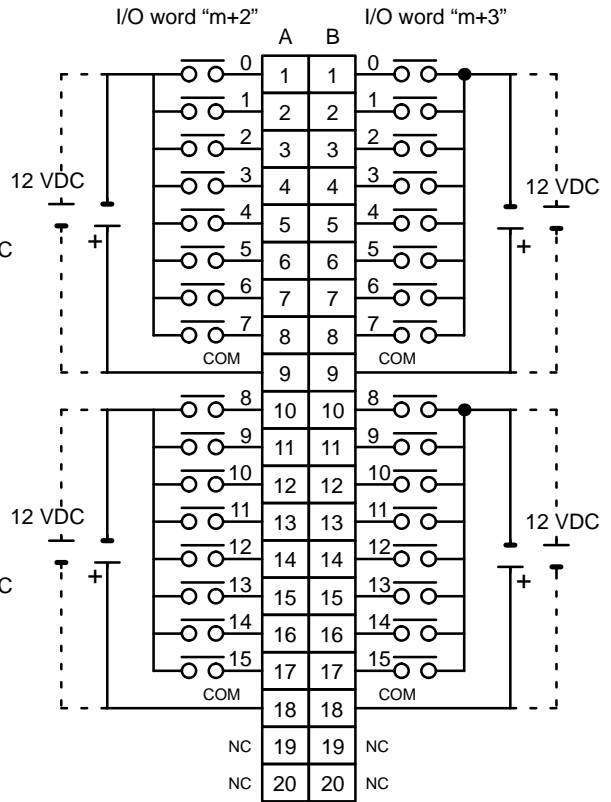 I/O word “m+2” I/O word “m+3”
A B
0 1 1 0
1 2 2 1
2 3 3 2
12 VDC 3 4 4 3 12 VDC
4 5 5 4
+ 5 6 6 5 +
C
6 7 7 6
7 8 8 7
COM 9 9 COM
8 10 10 8
9 11 11 9
10 12 12 10
12 VDC 11 13 13 11 12 VDC
12 14 14 12
+ 13 15 15 13 +
C
14 16 16 14
15 17 17 15
COM 18 18 COM
NC 19 19 NC
NC 20 20 NC